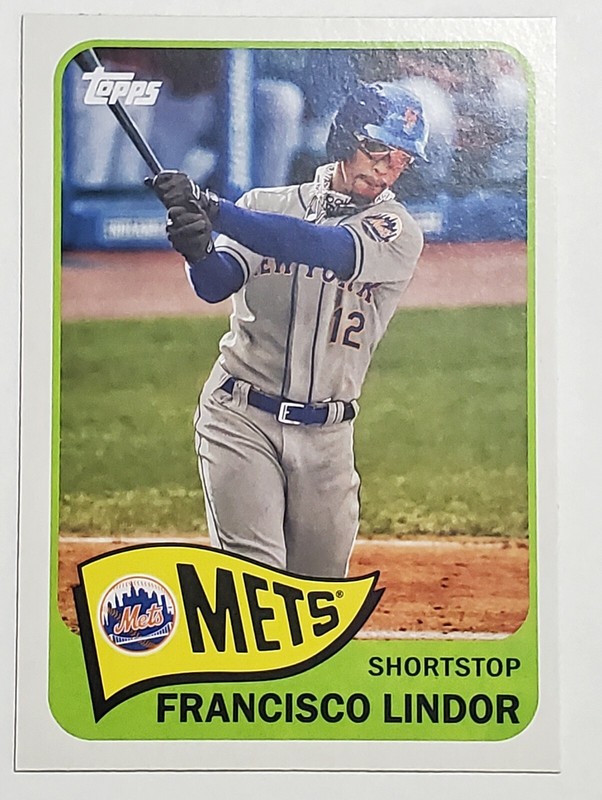 topps
NEW YORK
12
Mets
METS®
SHORTSTOP
FRANCISCO LINDOR